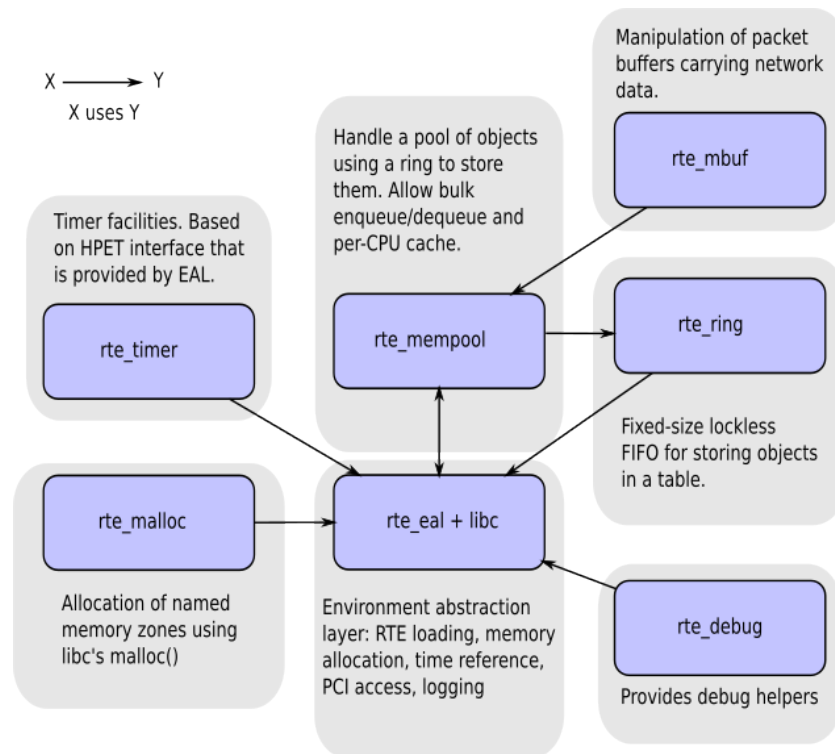 X Y
X uses Y
Manipulation of packet
buffers carrying network
data.
rte_mbuf
Handle a pool of objects
using a ring to store
them. Allow bulk
enqueue/dequeue and
per-CPU cache.
rte_mempool
Timer facilities. Based
on HPET interface that
is provided by EAL.
rte_timer
rte_ring
Fixed-size lockless
FIFO for storing objects
in a table.
rte_malloc
Allocation of named
memory zones using
libc's malloc()
rte_eal + libc
Environment abstraction
layer: RTE loading, memory
allocation, time reference,
PCI access, logging
rte_debug
Provides debug helpers